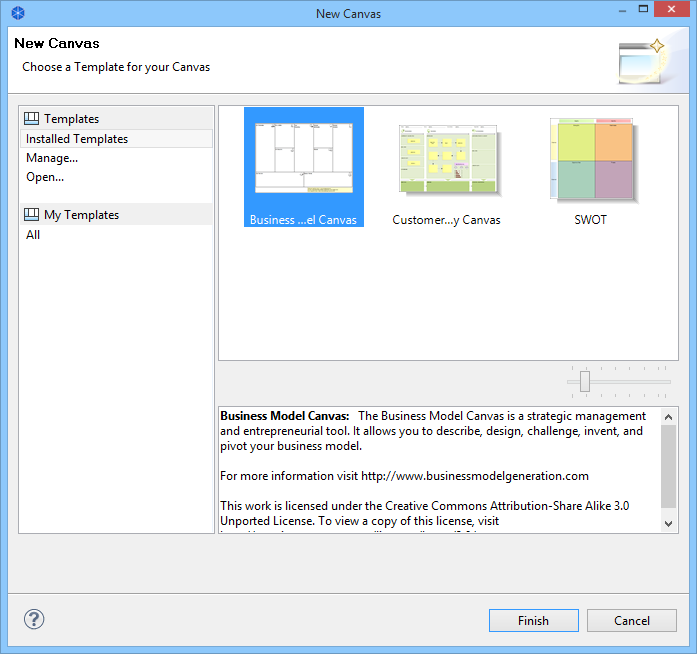 New Canvas
New Canvas
Choose a Template for your Canvas
Templates
Installed Templates
Manage...
Open...
My Templates
All
Business ...el Canvas
Customer...y Canvas
SWOT
Business Model Canvas: The Business Model Canvas is a strategic management
and entrepreneurial tool. It allows you to describe, design, challenge, invent, and
pivot your business model.
For more information visit http://www.businessmodelgeneration.com
This work is licensed under the Creative Commons Attribution-Share Alike 3.0
Unported License. To view a copy of this license, visit
?
Finish
Cancel